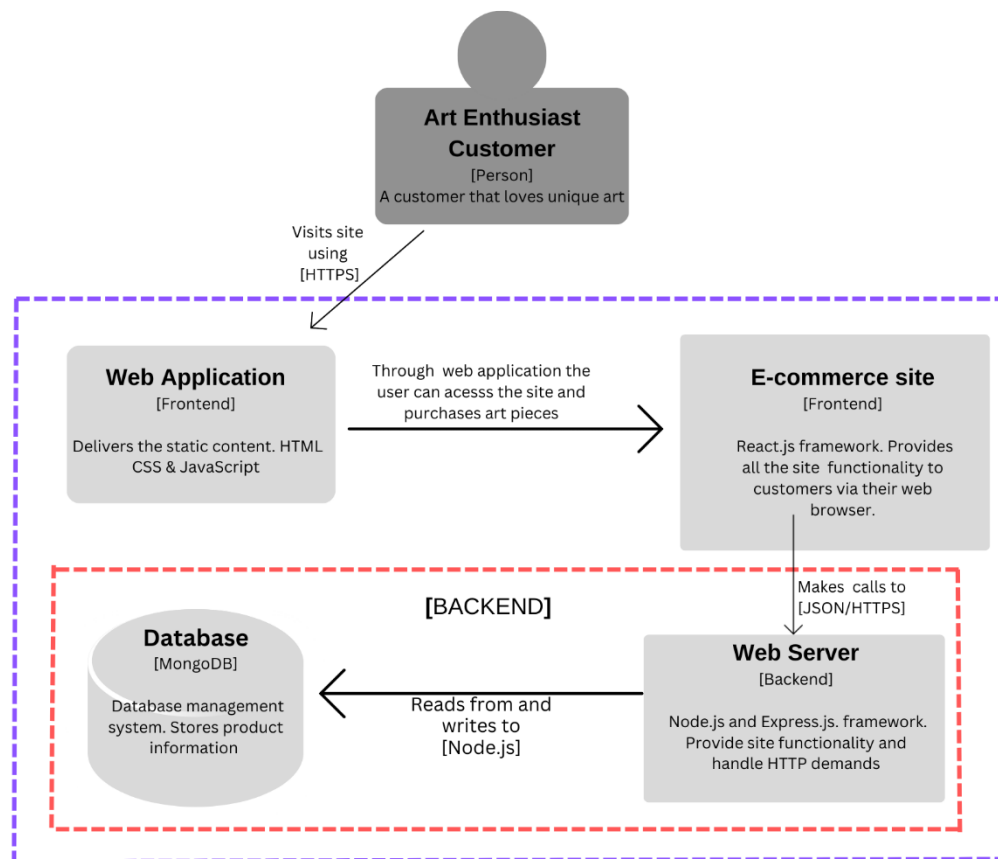 Art Enthusiast
Customer
[Person]
A customer that loves unique art
Visits site
using
[HTTPS]
Web Application
[Frontend]
Delivers the static content. HTML
CSS & JavaScript
Through  web application the
user can acesss the site and
purchases art pieces
E-commerce site
[Frontend]
React.js framework. Provides
all the site  functionality to
customers via their web
browser.
Makes  calls to
[JSON/HTTPS]
[BACKEND]
Database
[MongoDB]
Database management
system. Stores product
information
Reads from and
writes to
[Node.js]
Web Server
[Backend]
Node.js and Express.js. framework.
Provide site functionality and
handle HTTP demands